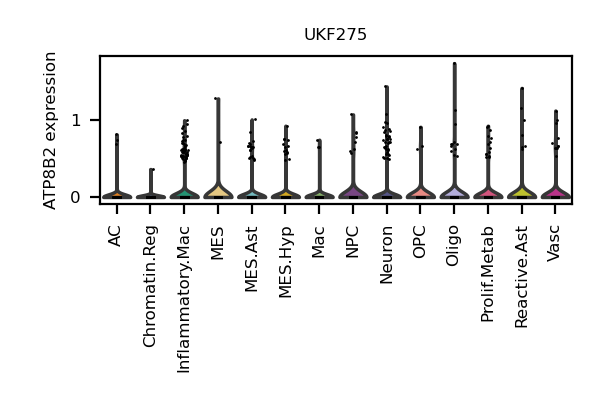 UKF275
ATP8B2 expression
1
0
AC
Chromatin.Reg
Inflammatory.Mac
MES
MES.Ast
MES.Hyp
Mac
NPC
Neuron
OPC
Oligo
Prolif.Metab
Reactive.Ast
Vasc